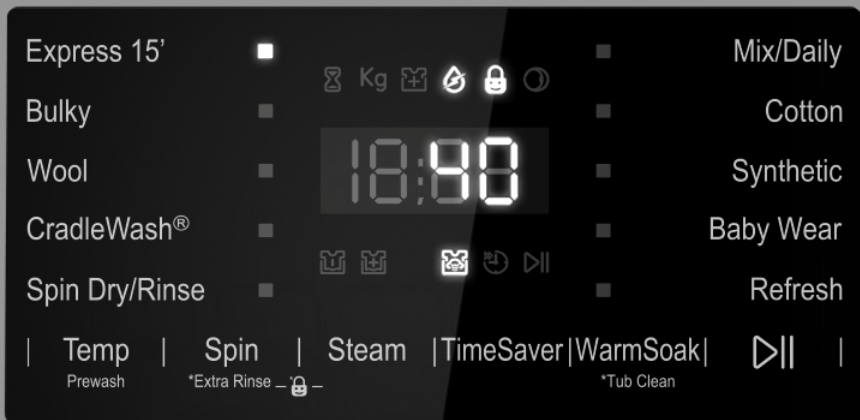 Express 15’
Mix/Daily
Kg
Bulky
Cotton
40
Wool
Synthetic
CradleWash®
Baby Wear
Spin Dry/Rinse
Refresh
| Temp | Spin | Steam |TimeSaver|WarmSoak| |
Prewash *Extra Rinse *Tub Clean